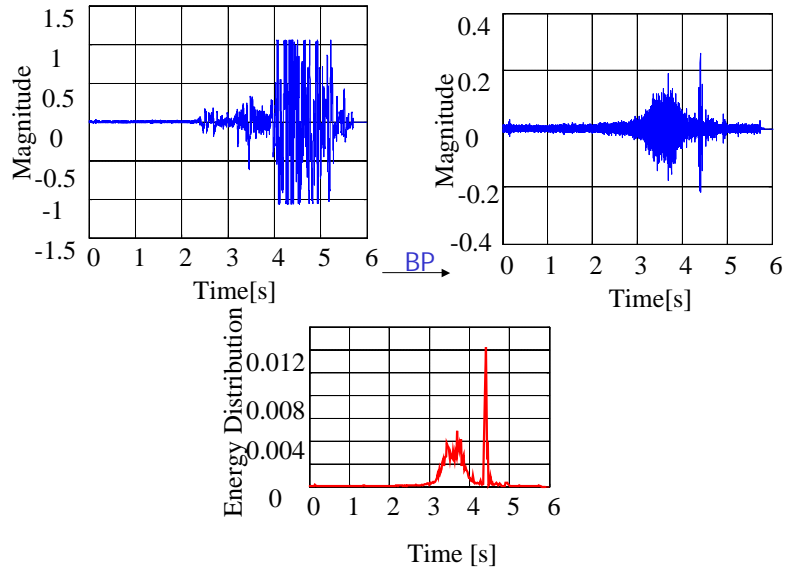 1.5
1
0.5
0
-0.5
-1
-1.5
Magnitude
0 1 2 3 4 5 6
Time[s]
BP
0.4
0.2
0
-0.2
-0.4
Magnitude
0 1 2 3 4 5 6
Time[s]
0.012
0.008
0.004
0
Energy Distribution
0 1 2 3 4 5 6
Time [s]